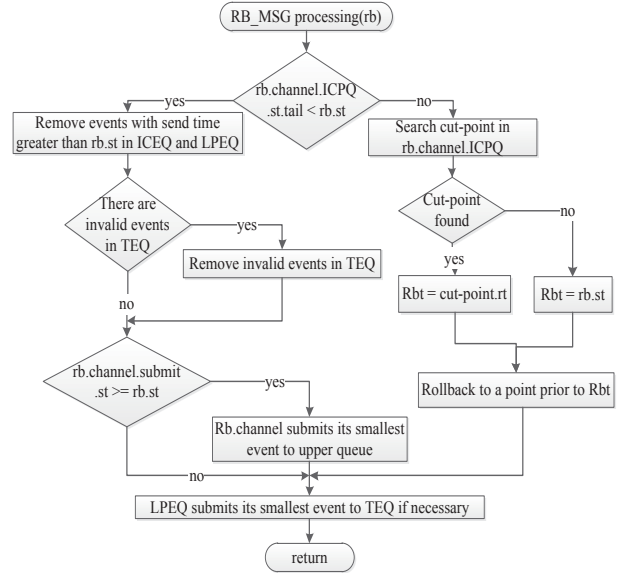 RB_MSG processing(rb)
rb.channel.ICPQ
.st.tail < rb.st
yes
no
Remove events with send time
greater than rb.st in ICEQ and LPEQ
Search cut-point in
rb.channel.ICPQ
There are
invalid events
in TEQ
Cut-point
found
yes
no
Remove invalid events in TEQ
yes
no
Rbt = cut-point.rt
Rbt = rb.st
rb.channel.submit
.st >= rb.st
yes
Rollback to a point prior to Rbt
Rb.channel submits its smallest
event to upper queue
no
LPEQ submits its smallest event to TEQ if necessary
return